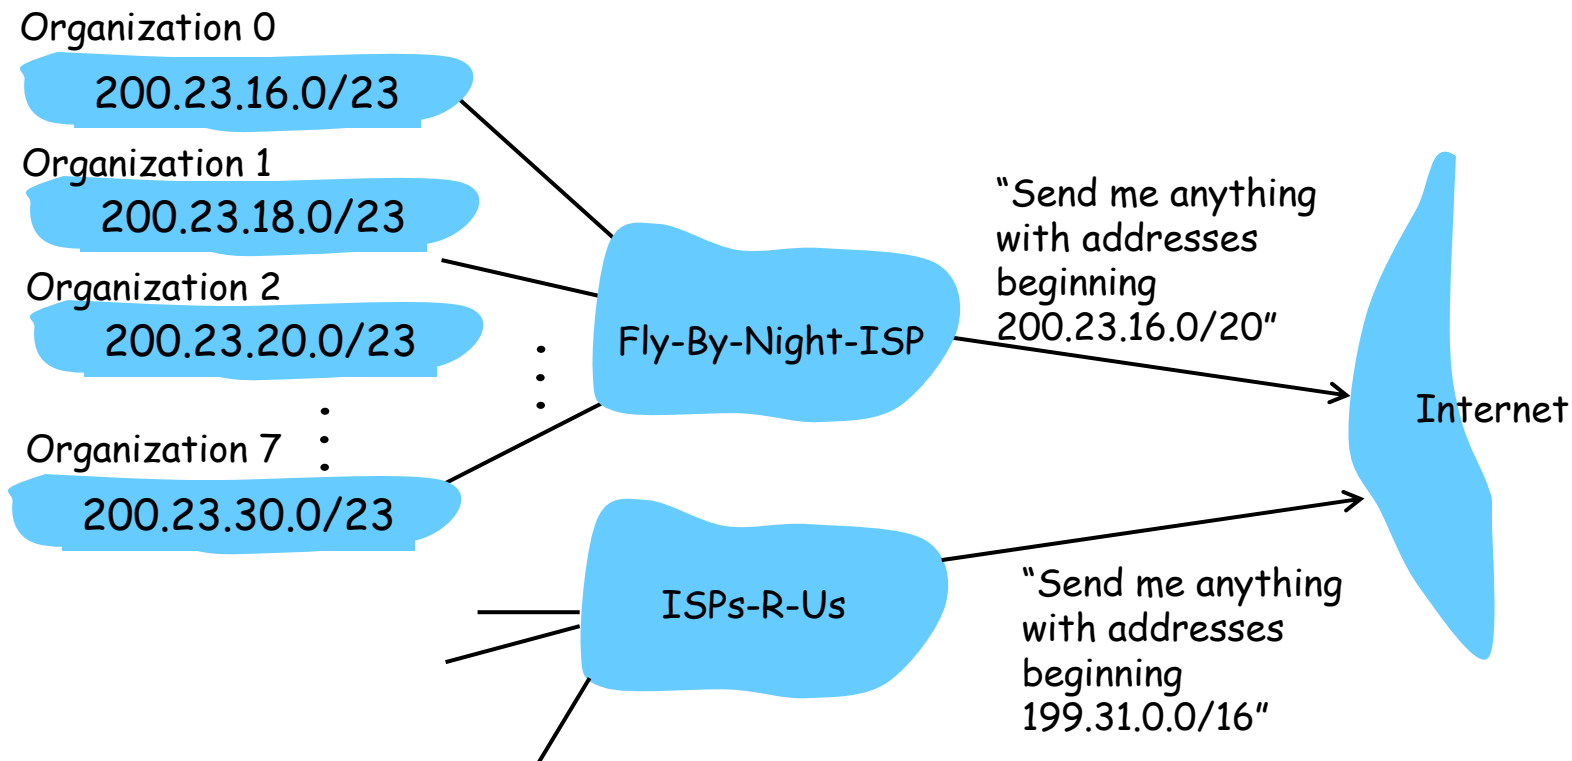 Organization 0
200.23.16.0/23
Organization 1
200.23.18.0/23
Organization 2
200.23.20.0/23
Organization 7
200.23.30.0/23
Fly-By-Night-ISP
“Send me anything
with addresses
beginning
200.23.16.0/20”
Internet
ISPs-R-Us
“Send me anything
with addresses
beginning
199.31.0.0/16”